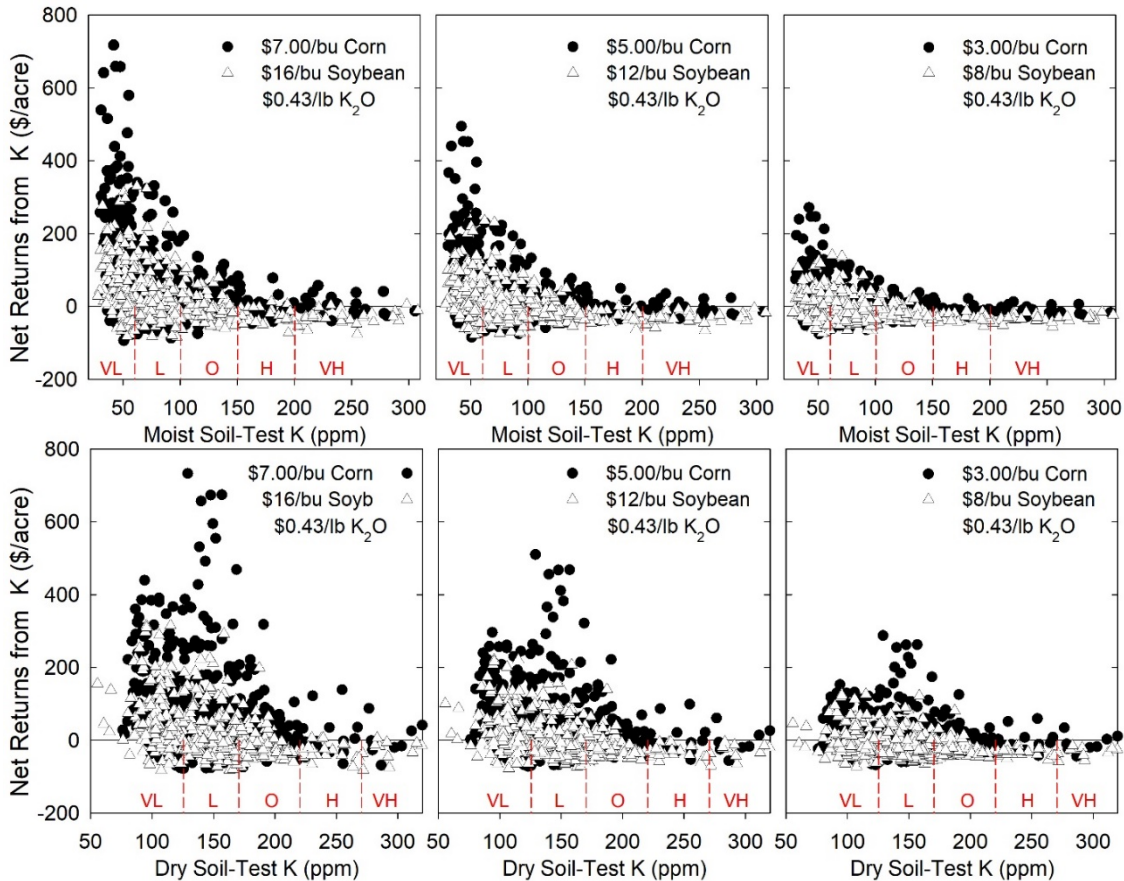 800
600
400
200
0
-200
Net Returns from K ($/acre)
$7.00/bu Corn
$16/bu Soybean
$0.43/lb K₂O
VL L O H VH
50 100 150 200 250 300
Moist Soil-Test K (ppm)
$5.00/bu Corn
$12/bu Soybean
$0.43/lb K₂O
VL L O H VH
50 100 150 200 250 300
Moist Soil-Test K (ppm)
$3.00/bu Corn
$8/bu Soybean
$0.43/lb K₂O
VL L O H VH
50 100 150 200 250 300
Moist Soil-Test K (ppm)
800
600
400
200
0
-200
Net Returns from K ($/acre)
$7.00/bu Corn
$16/bu Soyb
$0.43/lb K₂O
VL L O H VH
50 100 150 200 250 300
Dry Soil-Test K (ppm)
$5.00/bu Corn
$12/bu Soybean
$0.43/lb K₂O
VL L O H VH
50 100 150 200 250 300
Dry Soil-Test K (ppm)
$3.00/bu Corn
$8/bu Soybean
$0.43/lb K₂O
VL L O H VH
50 100 150 200 250 300
Dry Soil-Test K (ppm)